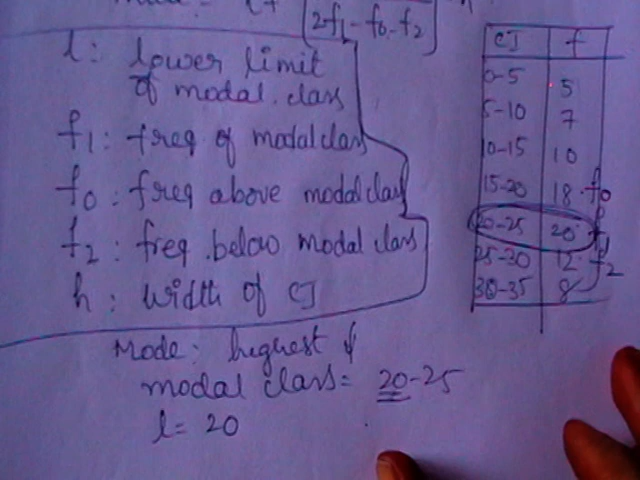 2f₁-f₀-f₂
l: lower limit
of modal class
f₁: freq of modal class
f₀: freq above modal class
f₂: freq below modal class
h: width of CI
Mode: highest f
modal class = 20-25
l = 20
CI f
0-5 5
5-10 7
10-15 10
15-20 18 f₀
20-25 20 f₁
25-30 12 f₂
30-35 8